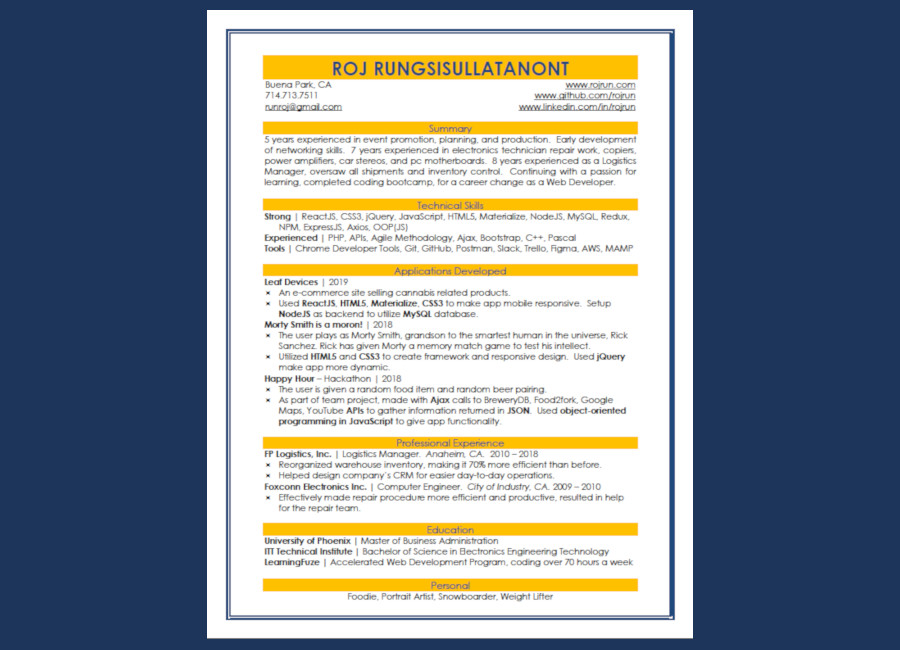 ROJ RUNGSISULLATANONT
Buena Park, CA www.rojrun.com
714.713.7511 www.github.com/rojrun
runroj@gmail.com www.linkedin.com/in/rojrun
Summary
5 years experienced in event promotion, planning, and production. Early development
of networking skills. 7 years experienced in electronics technician repair work, copiers,
power amplifiers, car stereos, and pc motherboards. 8 years experienced as a Logistics
Manager, oversaw all shipments and inventory control. Continuing with a passion for
learning, completed coding bootcamp, for a career change as a Web Developer.
Technical Skills
Strong | ReactJS, CSS3, jQuery, JavaScript, HTML5, Materialize, NodeJS, MySQL, Redux,
NPM, ExpressJS, Axios, OOP(JS)
Experienced | PHP, APIs, Agile Methodology, Ajax, Bootstrap, C++, Pascal
Tools | Chrome Developer Tools, Git, GitHub, Postman, Slack, Trello, Figma, AWS, MAMP
Applications Developed
Leaf Devices | 2019
× An e-commerce site selling cannabis related products.
× Used ReactJS, HTML5, Materialize, CSS3 to make app mobile responsive. Setup
NodeJS as backend to utilize MySQL database.
Morty Smith is a moron! | 2018
× The user plays as Morty Smith, grandson to the smartest human in the universe, Rick
Sanchez. Rick has given Morty a memory match game to test his intellect.
× Utilized HTML5 and CSS3 to create framework and responsive design. Used jQuery
make app more dynamic.
Happy Hour – Hackathon | 2018
× The user is given a random food item and random beer pairing.
× As part of team project, made with Ajax calls to BreweryDB, Food2fork, Google
Maps, YouTube APIs to gather information returned in JSON. Used object-oriented
programming in JavaScript to give app functionality.
Professional Experience
FP Logistics, Inc. | Logistics Manager. Anaheim, CA. 2010 – 2018
× Reorganized warehouse inventory, making it 70% more efficient than before.
× Helped design company's CRM for easier day-to-day operations.
Foxconn Electronics Inc. | Computer Engineer. City of Industry, CA. 2009 – 2010
× Effectively made repair procedure more efficient and productive, resulted in help
for the repair team.
Education
University of Phoenix | Master of Business Administration
ITT Technical Institute | Bachelor of Science in Electronics Engineering Technology
LearningFuze | Accelerated Web Development Program, coding over 70 hours a week
Personal
Foodie, Portrait Artist, Snowboarder, Weight Lifter